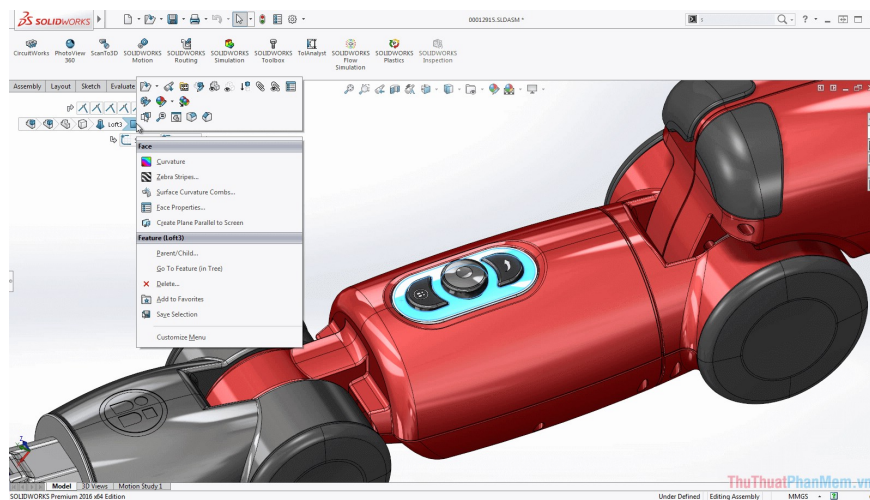 SOLIDWORKS
00012915.SLDASM *
s
CircuitWorks
PhotoView 360
ScanTo3D
SOLIDWORKS Motion
SOLIDWORKS Routing
SOLIDWORKS Simulation
SOLIDWORKS Toolbox
TolAnalyst
SOLIDWORKS Flow Simulation
SOLIDWORKS Plastics
SOLIDWORKS Inspection
Assembly
Layout
Sketch
Evaluate
Loft3
Face
Curvature
Zebra Stripes...
Surface Curvature Combs...
Face Properties...
Create Plane Parallel to Screen
Feature (Loft3)
Parent/Child...
Go To Feature (in Tree)
Delete...
Add to Favorites
Save Selection
Customize Menu
Model
3D Views
Motion Study 1
ThuThuatPhanMem.vn
SOLIDWORKS Premium 2016 x64 Edition
Under Defined
Editing Assembly
MMGS